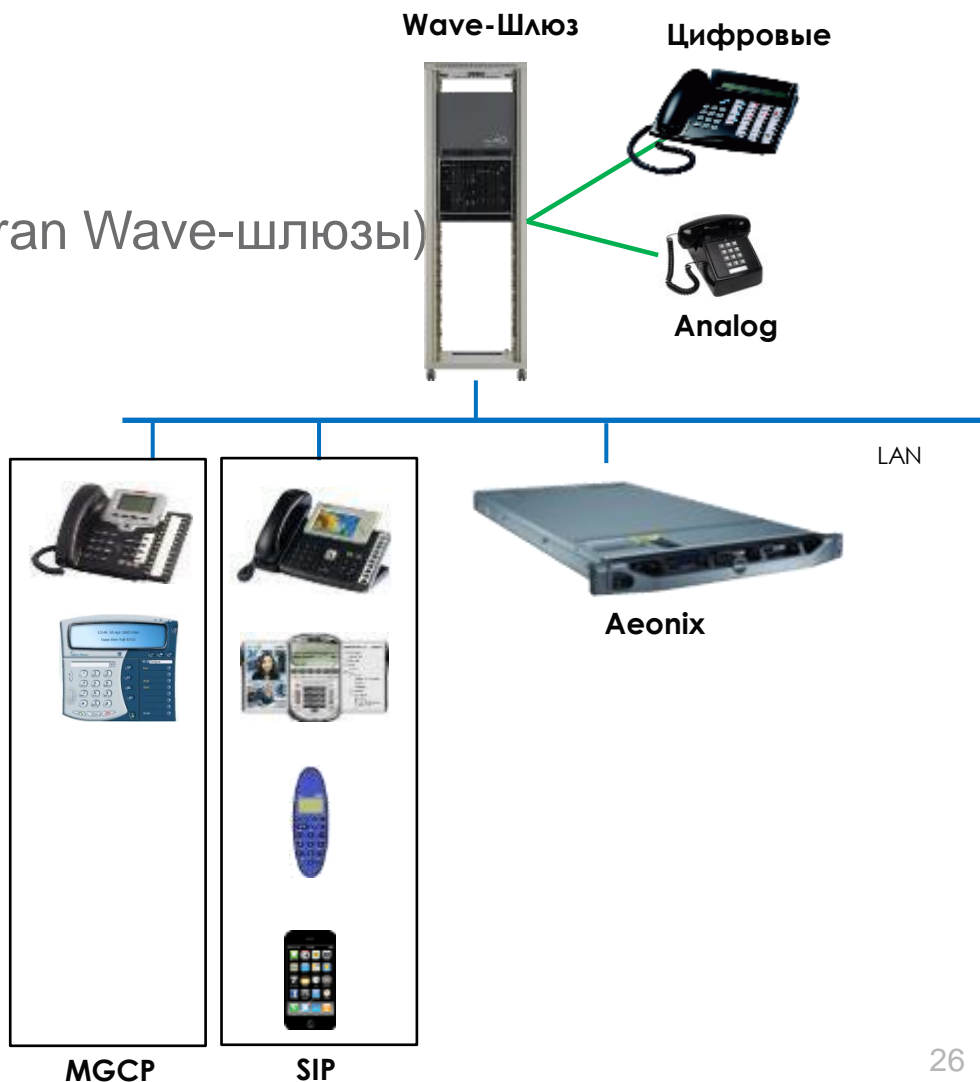 Wave-Шлюз
Цифровые
ran Wave-шлюзы)
Analog
LAN
Aeonix
MGCP
SIP
26